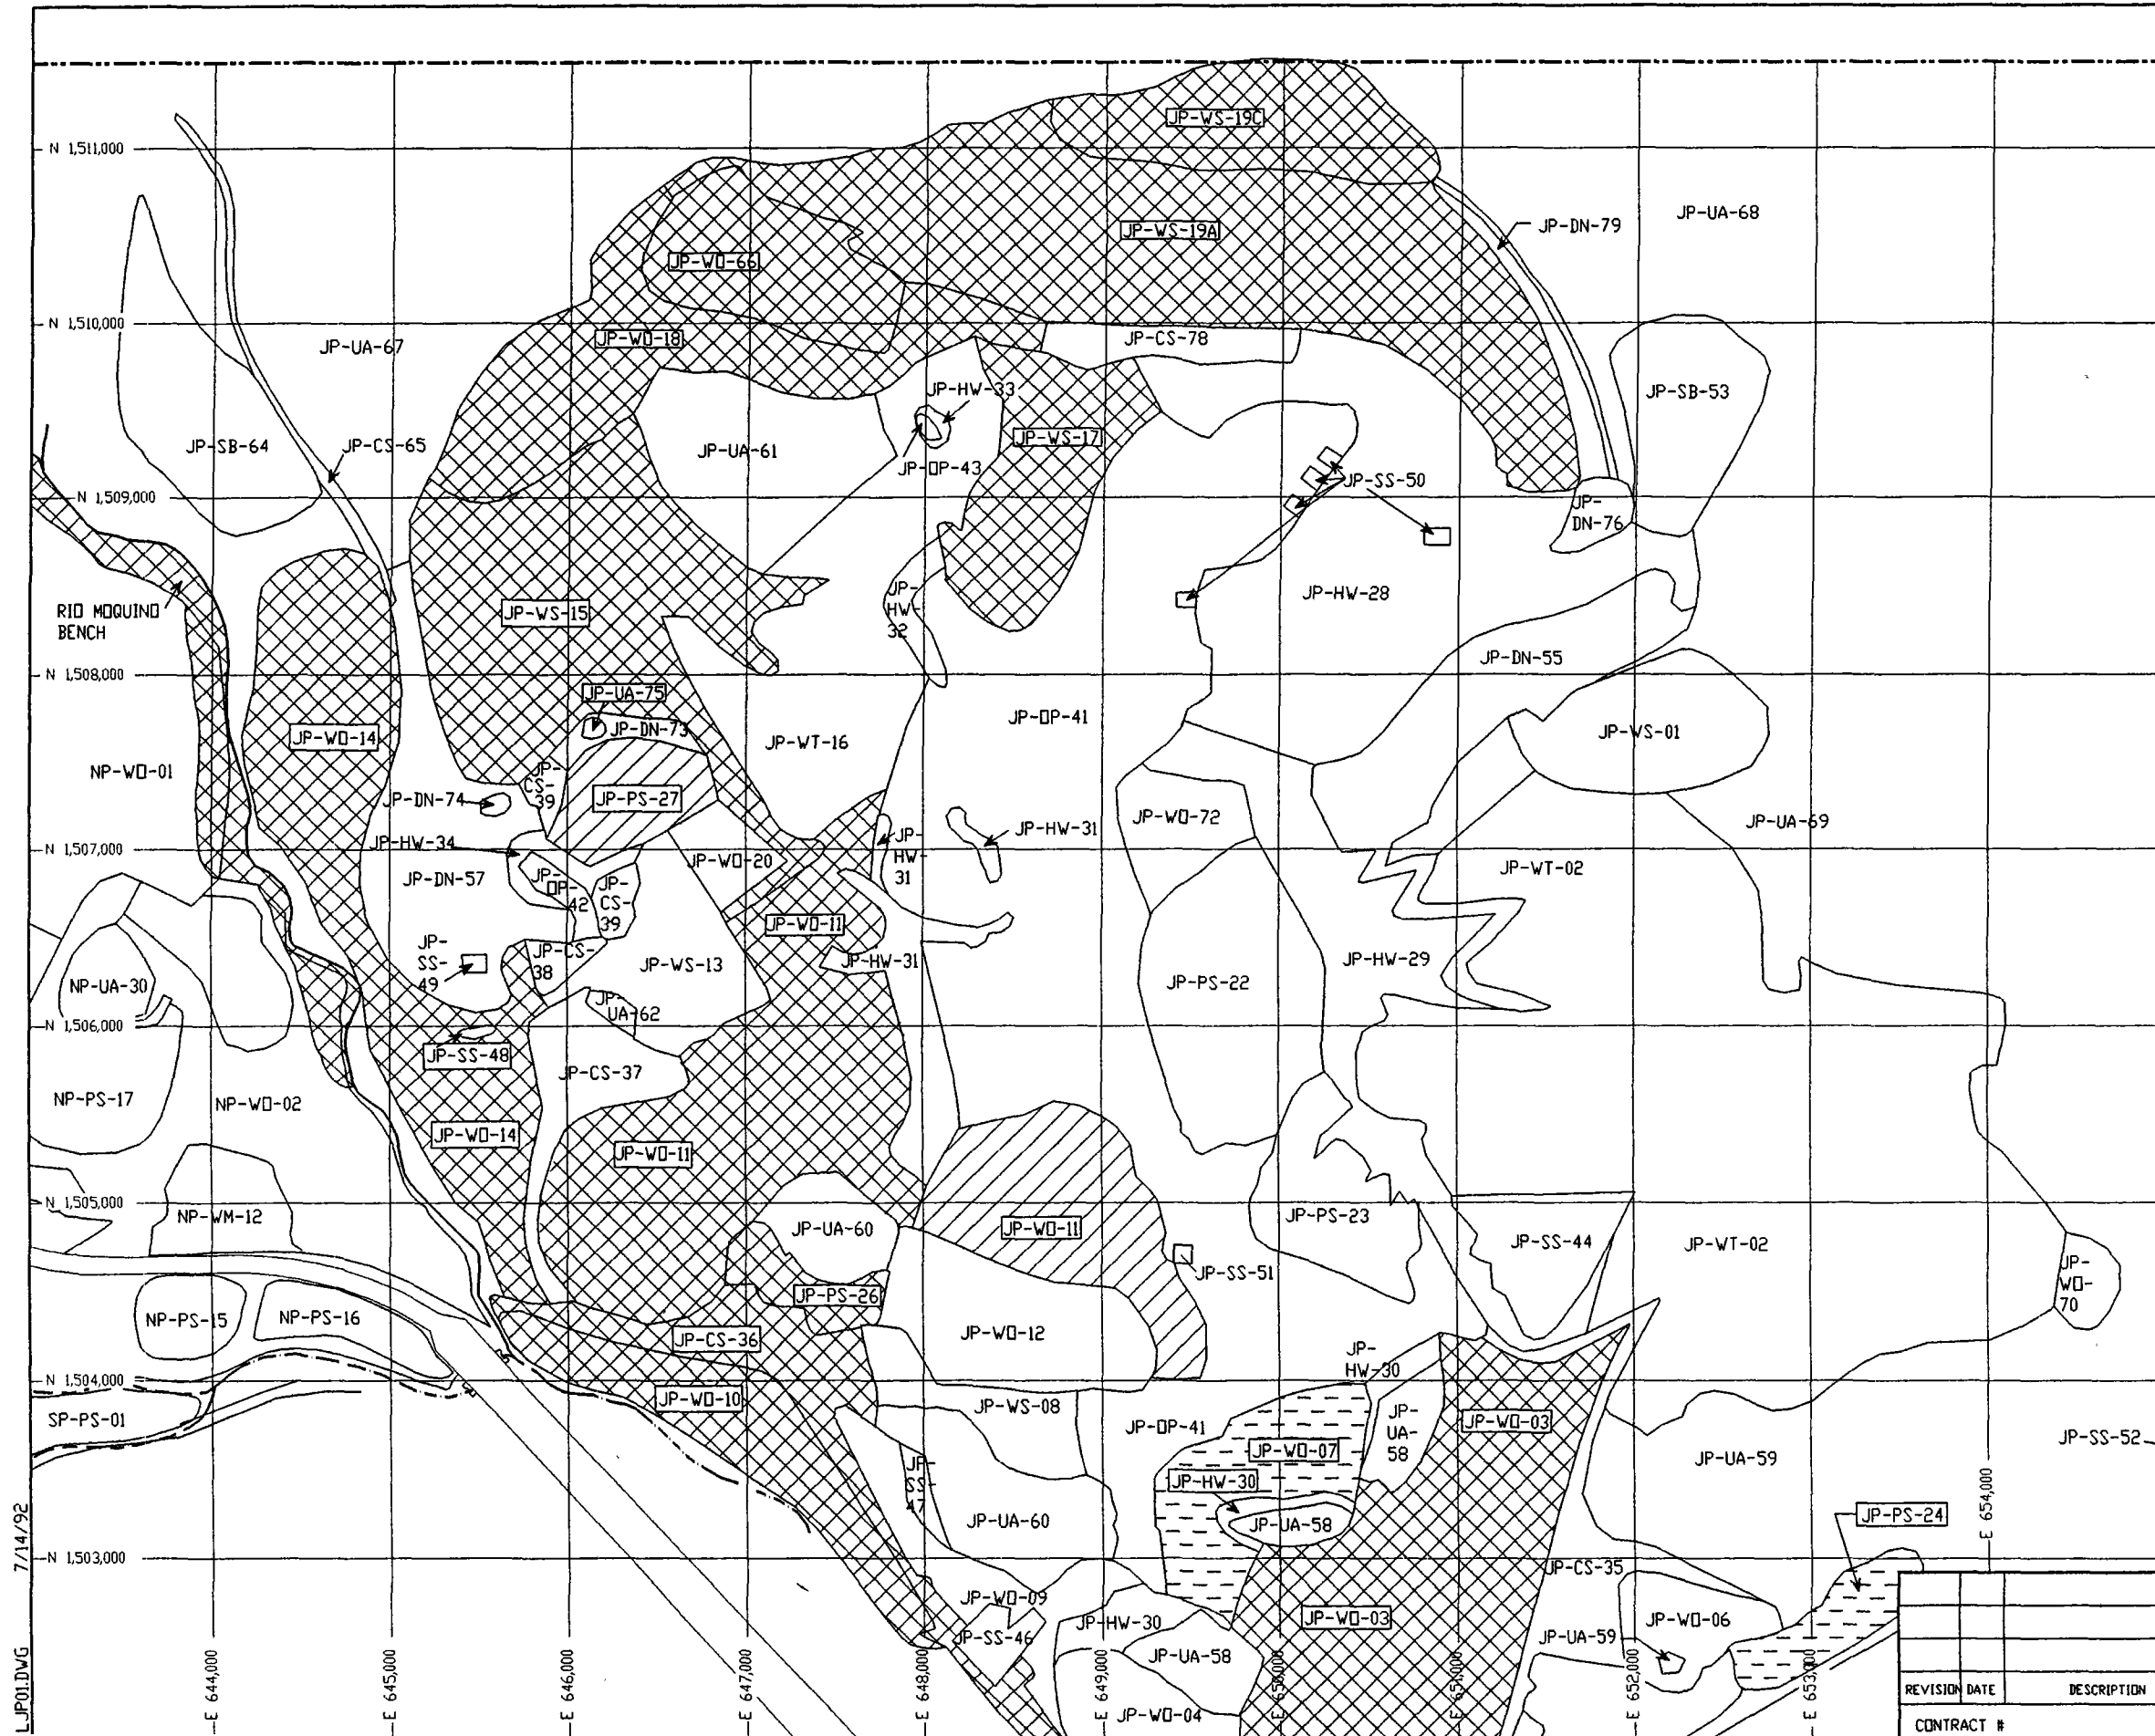 JP-WS-19C
N 1,511,000
JP-DN-79
JP-UA-68
JP-WS-19A
JP-WO-66
N 1,510,000
JP-UA-67
JP-WO-18
JP-CS-78
JP-HW-33
JP-SB-53
JP-SB-64
JP-CS-65
JP-UA-61
JP-WS-17
JP-OP-43
JP-SS-50
N 1,509,000
JP-
DN-76
RIO MOQUINO
BENCH
JP-WS-15
JP-
HW-
32
JP-HW-28
N 1,508,000
JP-DN-55
JP-UA-75
JP-DN-73
JP-OP-41
JP-WS-01
JP-WO-14
JP-WT-16
NP-WO-01
JP-
CS-
39
JP-DN-74
JP-PS-27
JP-WO-72
JP-HW-31
JP-UA-69
JP-HW-34
N 1,507,000
JP-
HW-
31
JP-WO-20
JP-WT-02
JP-DN-57
JP-
OP-
42
JP-
CS-
39
JP-WO-11
JP-
SS-
49
JP-CS-
38
JP-WS-13
JP-HW-31
JP-HW-29
NP-UA-30
JP-PS-22
JP-
UA-62
N 1,506,000
JP-SS-48
JP-CS-37
NP-PS-17
NP-WO-02
JP-WO-14
JP-WO-11
N 1,505,000
NP-WM-12
JP-UA-60
JP-WO-11
JP-PS-23
JP-SS-44
JP-WT-02
JP-SS-51
JP-
WO-
70
JP-PS-26
NP-PS-15
NP-PS-16
JP-CS-36
JP-WO-12
JP-
HW-30
N 1,504,000
JP-WO-10
JP-WS-08
SP-PS-01
JP-OP-41
JP-
UA-
58
JP-WO-03
JP-WO-07
JP-SS-52
JP-UA-59
JP-
SS-
47
JP-HW-30
JP-UA-60
JP-UA-58
JP-PS-24
E 654,000
N 1,503,000
JP-CS-35
JP-WO-09
JP-HW-30
JP-WO-03
JP-WO-06
JP-SS-46
JP-UA-58
JP-UA-59
JP-WO-04
E 644,000
E 645,000
E 646,000
E 647,000
E 648,000
E 649,000
E 650,000
E 651,000
E 652,000
E 653,000
REVISION DATE DESCRIPTION
CONTRACT #
LJP01.DWG 7/14/92